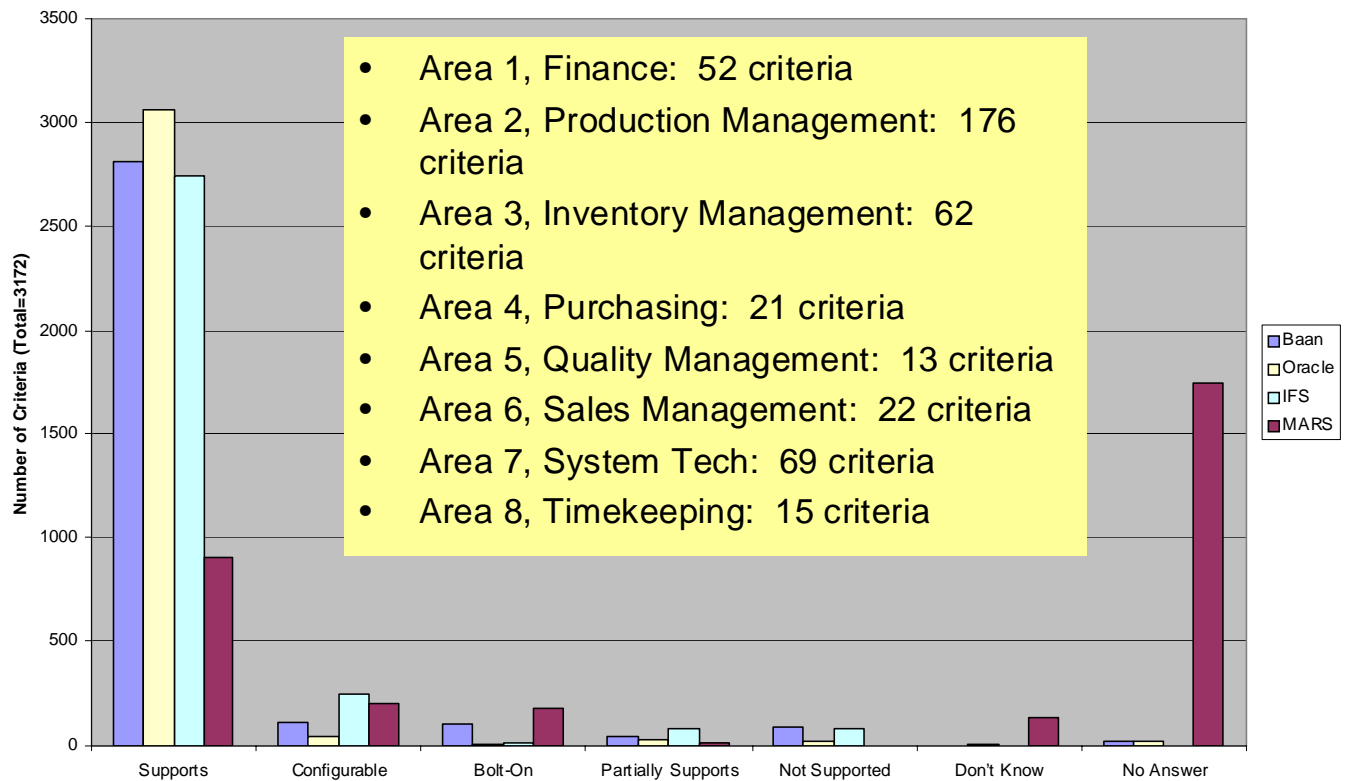 3500
3000
2500
2000
1500
1000
500
0
Number of Criteria (Total=3172)
• Area 1, Finance: 52 criteria
• Area 2, Production Management: 176
criteria
• Area 3, Inventory Management: 62
criteria
• Area 4, Purchasing: 21 criteria
• Area 5, Quality Management: 13 criteria
• Area 6, Sales Management: 22 criteria
• Area 7, System Tech: 69 criteria
• Area 8, Timekeeping: 15 criteria
Baan
Oracle
IFS
MARS
Supports Configurable Bolt-On Partially Supports Not Supported Don't Know No Answer